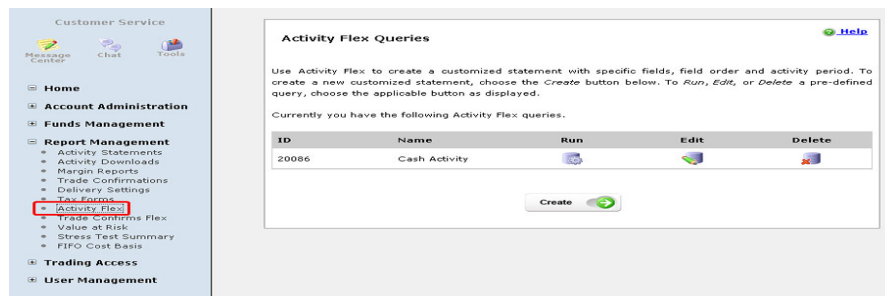 Customer Service
Message Center
Chat
Tools
Home
Account Administration
Funds Management
Report Management
Activity Statements
Activity Downloads
Margin Reports
Trade Confirmations
Delivery Settings
Tax Forms
Activity Flex
Trade Confirms Flex
Value at Risk
Stress Test Summary
FIFO Cost Basis
Trading Access
User Management
Activity Flex Queries
Help
Use Activity Flex to create a customized statement with specific fields, field order and activity period. To
create a new customized statement, choose the Create button below. To Run, Edit, or Delete a pre-defined
query, choose the applicable button as displayed.
Currently you have the following Activity Flex queries.
ID Name Run Edit Delete
20086 Cash Activity
Create